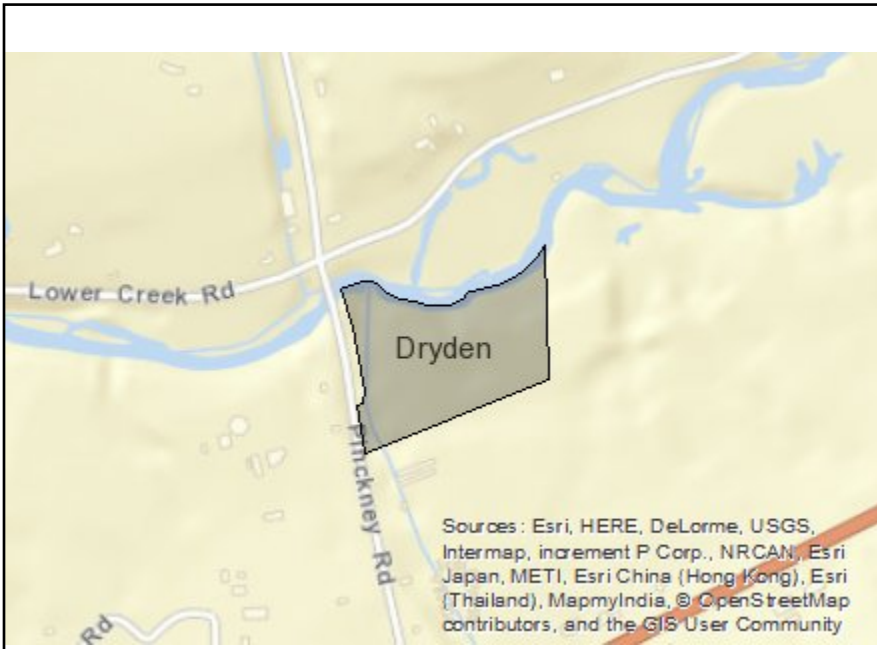 Lower Creek Rd
Dryden
Pinckney Rd
Rd
Sources: Esri, HERE, DeLorme, USGS,
Intermap, increment P Corp., NRCAN, Esri
Japan, METI, Esri China (Hong Kong), Esri
(Thailand), MapmyIndia, © OpenStreetMap
contributors, and the GIS User Community